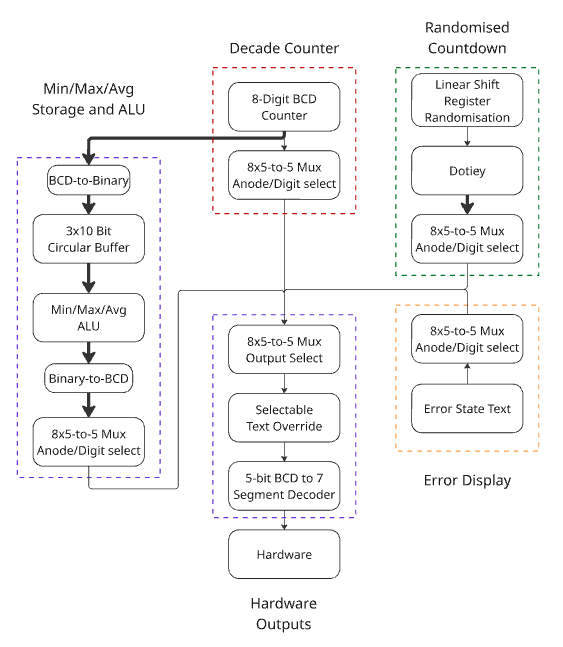 Randomised
Countdown
Decade Counter
Min/Max/Avg
Storage and ALU
8-Digit BCD
Counter
8x5-to-5 Mux
Anode/Digit select
BCD-to-Binary
3x10 Bit
Circular Buffer
Min/Max/Avg
ALU
Binary-to-BCD
8x5-to-5 Mux
Anode/Digit select
Linear Shift
Register
Randomisation
Dotiey
8x5-to-5 Mux
Anode/Digit select
8x5-to-5 Mux
Anode/Digit select
Error State Text
Error Display
8x5-to-5 Mux
Output Select
Selectable
Text Override
5-bit BCD to 7
Segment Decoder
Hardware
Hardware
Outputs